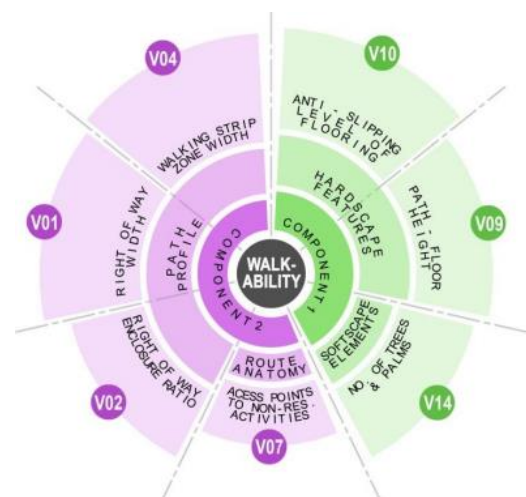 V04
V10
WALKING STRIP
ZONE WIDTH
ANTI - SLIPPING
LEVEL OF
FLOORING
V01
RIGHT OF WAY
WIDTH
PATH
PROFILE
HARDSCAPE
FEATURES
PATH - FLOOR
HEIGHT
V09
COMPONENT 2
WALK-
ABILITY
COMPONENT 1
RIGHT OF WAY
ENCLOSURE RATIO
V02
ROUTE
ANATOMY
SOFTSCAPE
ELEMENTS
NO. OF TREES
& PALMS
V14
ACESS POINTS
TO NON-RES.
ACTIVITIES
V07